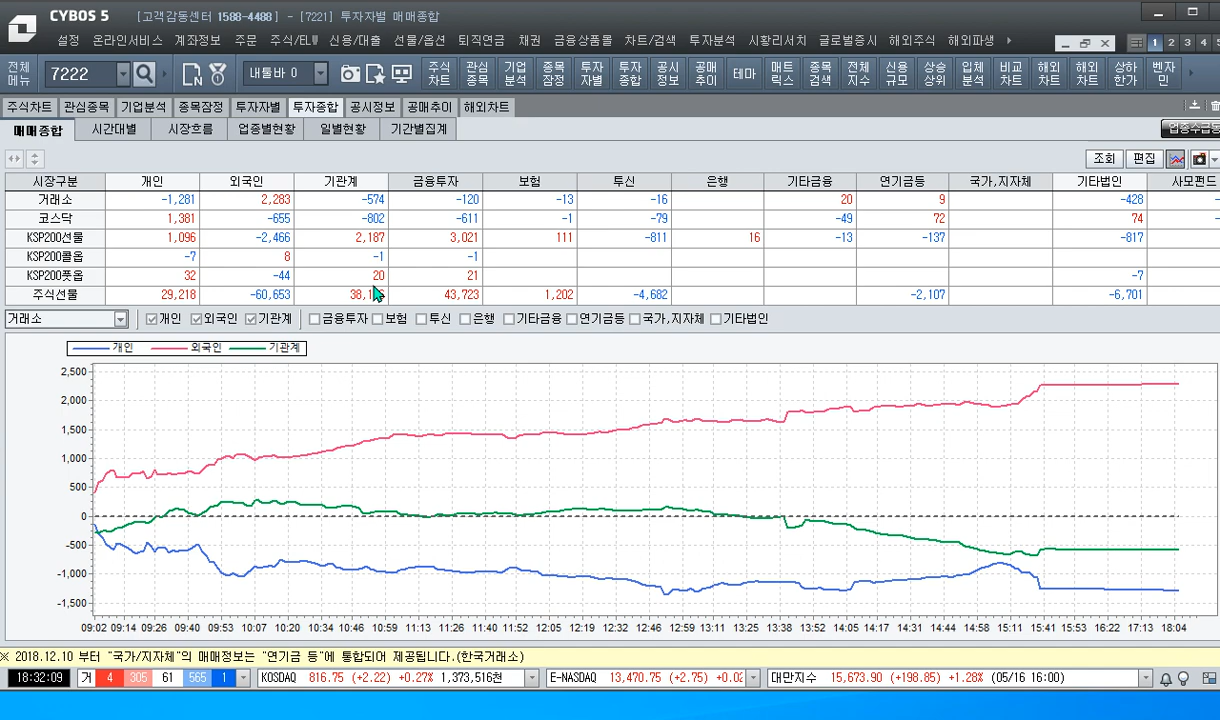 CYBOS 5 [고객감동센터 1588-4488] - [7221] 투자자별 매매종합
설정 온라인서비스 계좌정보 주문 주식/ELW 신용/대출 선물/옵션 퇴직연금 채권 금융상품몰 차트/검색 투자분석 시황리서치 글로벌증시 해외주식 해외파생 1 2 3 4
전체메뉴 7222 내툴바 0 주식차트 관심종목 기업분석 종목잠정 투자자별 투자종합 공시정보 공매추이 테마 매트릭스 종목검색 전체지수 신용규모 상승상위 입체분석 비교차트 해외차트 해외차트 상하한가 벤자민
주식차트 관심종목 기업분석 종목잠정 투자자별 투자종합 공시정보 공매추이 해외차트
매매종합 시간대별 시장흐름 업종별현황 일별현황 기간별집계 업종수급동
조회 편집
시장구분 개인 외국인 기관계 금융투자 보험 투신 은행 기타금융 연기금등 국가,지자체 기타법인 사모펀드
거래소 -1,281 2,283 -574 -120 -13 -16 20 9 -428
코스닥 1,381 -655 -802 -611 -1 -79 -49 72 74
KSP200선물 1,096 -2,466 2,187 3,021 111 -811 16 -13 -137 -817
KSP200콜옵 -7 8 -1 -1
KSP200풋옵 32 -44 20 21 -7
주식선물 29,218 -60,653 43,723 1,202 -4,682 -2,107 -6,701
거래소 개인 외국인 기관계 금융투자 보험 투신 은행 기타금융 연기금등 국가,지자체 기타법인
개인 외국인 기관계
2,500
2,000
1,500
1,000
500
0
-500
-1,000
-1,500
09:02 09:14 09:26 09:40 09:53 10:07 10:20 10:34 10:46 10:59 11:13 11:26 11:40 11:52 12:05 12:19 12:32 12:46 12:59 13:11 13:25 13:38 13:52 14:05 14:17 14:31 14:44 14:58 15:11 15:41 15:53 16:22 17:13 18:04
※ 2018.12.10 부터 "국가/지자체"의 매매정보는 "연기금 등"에 통합되어 제공됩니다.(한국거래소)
18:32:09 거 4 305 61 565 1 KOSDAQ 816.75 (+2.22) +0.27% 1,373,516천 E-NASDAQ 13,470.75 (+2.75) +0.02 대만지수 15,673.90 (+198.85) +1.28% (05/16 16:00)